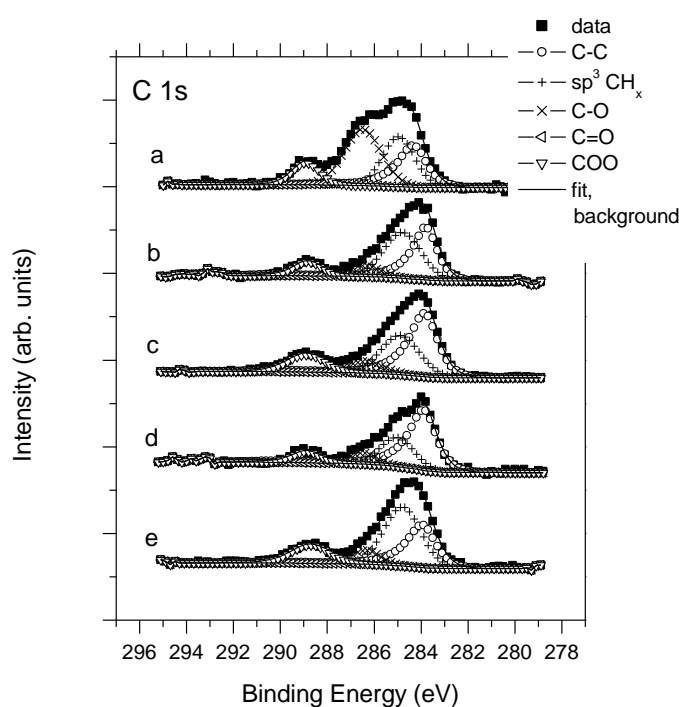 data
C-C
sp³ CHₓ
C-O
C=O
COO
fit,
background
C 1s
a
b
c
d
e
Intensity (arb. units)
296 294 292 290 288 286 284 282 280 278
Binding Energy (eV)